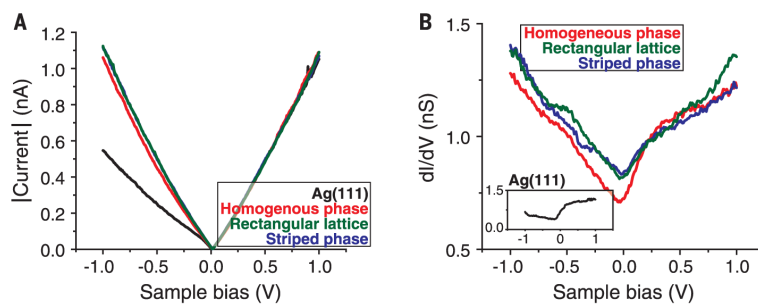 A
|Current| (nA)
1.2
1.0
0.8
0.6
0.4
0.2
0.0
Ag(111)
Homogenous phase
Rectangular lattice
Striped phase
-1.0 -0.5 0.0 0.5 1.0
Sample bias (V)
B
dI/dV (nS)
1.5
1.0
0.5
Homogeneous phase
Rectangular lattice
Striped phase
Ag(111)
1.5
0.0
-1 0 1
-1.0 -0.5 0.0 0.5 1.0
Sample bias (V)